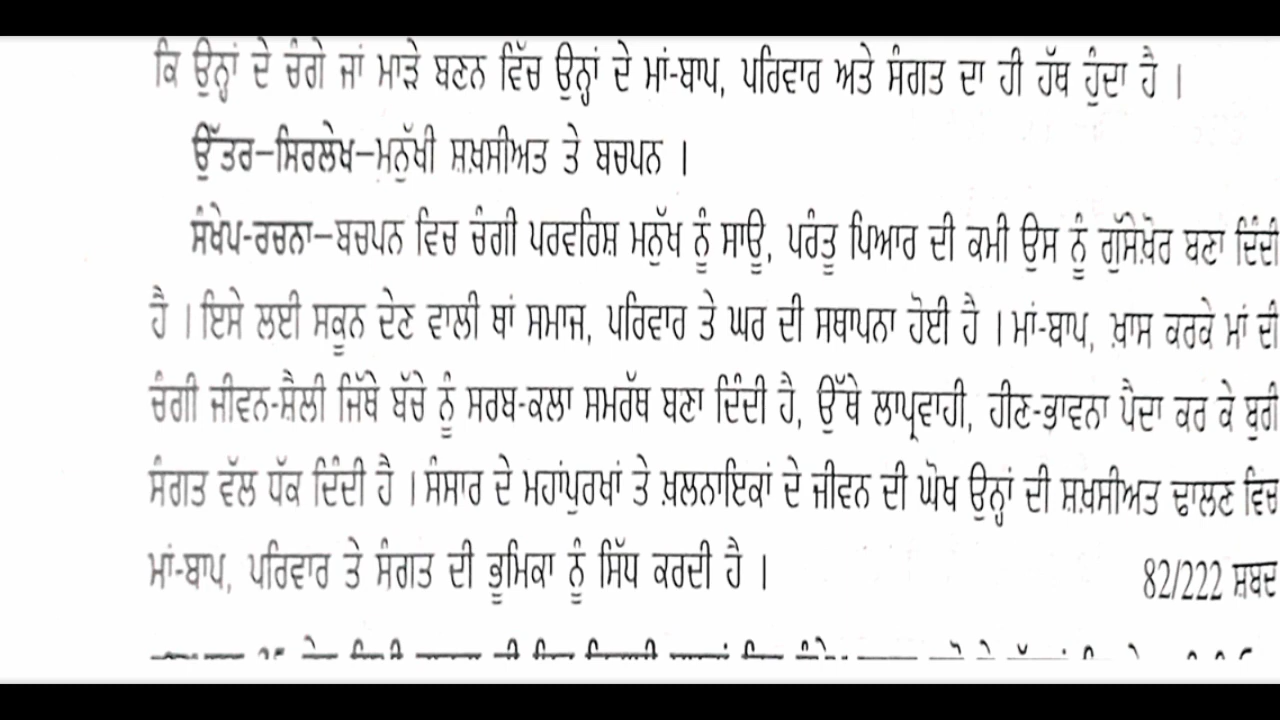 ਕਿ ਉਨ੍ਹਾਂ ਦੇ ਚੰਗੇ ਜਾਂ ਮਾੜੇ ਬਣਨ ਵਿੱਚ ਉਨ੍ਹਾਂ ਦੇ ਮਾਂ-ਬਾਪ, ਪਰਿਵਾਰ ਅਤੇ ਸੰਗਤ ਦਾ ਹੀ ਹੱਥ ਹੁੰਦਾ ਹੈ ।
ਉੱਤਰ–ਸਿਰਲੇਖ–ਮਨੁੱਖੀ ਸ਼ਖ਼ਸੀਅਤ ਤੇ ਬਚਪਨ ।
ਸੰਖੇਪ-ਰਚਨਾ–ਬਚਪਨ ਵਿਚ ਚੰਗੀ ਪਰਵਰਿਸ਼ ਮਨੁੱਖ ਨੂੰ ਸਾਊ, ਪਰੰਤੂ ਪਿਆਰ ਦੀ ਕਮੀ ਉਸ ਨੂੰ ਗੁੱਸੇਖ਼ੋਰ ਬਣਾ ਦਿੰਦੀ
ਹੈ । ਇਸੇ ਲਈ ਸਕੂਨ ਦੇਣ ਵਾਲੀ ਥਾਂ ਸਮਾਜ, ਪਰਿਵਾਰ ਤੇ ਘਰ ਦੀ ਸਥਾਪਨਾ ਹੋਈ ਹੈ । ਮਾਂ-ਬਾਪ, ਖ਼ਾਸ ਕਰਕੇ ਮਾਂ ਦੀ
ਚੰਗੀ ਜੀਵਨ-ਸ਼ੈਲੀ ਜਿੱਥੇ ਬੱਚੇ ਨੂੰ ਸਰਬ-ਕਲਾ ਸਮਰੱਥ ਬਣਾ ਦਿੰਦੀ ਹੈ, ਉੱਥੇ ਲਾਪ੍ਰਵਾਹੀ, ਹੀਣ-ਭਾਵਨਾ ਪੈਦਾ ਕਰ ਕੇ ਬੁਰੀ
ਸੰਗਤ ਵੱਲ ਧੱਕ ਦਿੰਦੀ ਹੈ । ਸੰਸਾਰ ਦੇ ਮਹਾਂਪੁਰਖਾਂ ਤੇ ਖ਼ਲਨਾਇਕਾਂ ਦੇ ਜੀਵਨ ਦੀ ਘੋਖ ਉਨ੍ਹਾਂ ਦੀ ਸ਼ਖ਼ਸੀਅਤ ਢਾਲਣ ਵਿਚ
ਮਾਂ-ਬਾਪ, ਪਰਿਵਾਰ ਤੇ ਸੰਗਤ ਦੀ ਭੂਮਿਕਾ ਨੂੰ ਸਿੱਧ ਕਰਦੀ ਹੈ । 82/222 ਸ਼ਬਦ